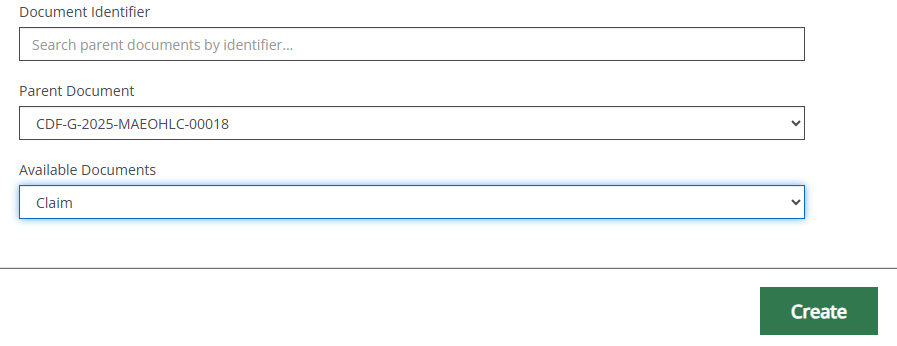 Document Identifier
Search parent documents by identifier...
Parent Document
CDF-G-2025-MAEOHLC-00018
Available Documents
Claim
Create